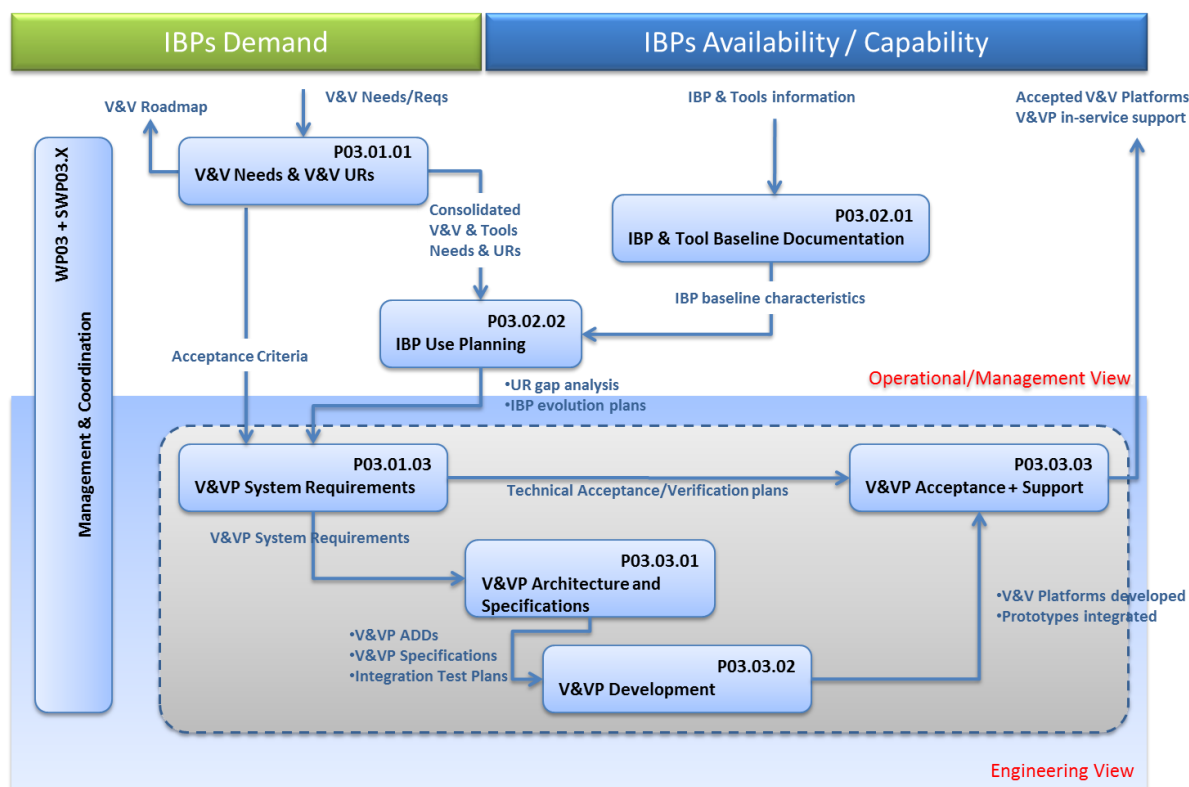 IBPs Demand
IBPs Availability / Capability
V&V Roadmap
V&V Needs/Reqs
IBP & Tools information
Accepted V&V Platforms
V&VP in-service support
WP03 + SWP03.X
Management & Coordination
P03.01.01
V&V Needs & V&V URs
Consolidated
V&V & Tools
Needs & URs
P03.02.01
IBP & Tool Baseline Documentation
IBP baseline characteristics
P03.02.02
IBP Use Planning
Acceptance Criteria
Operational/Management View
•UR gap analysis
•IBP evolution plans
P03.01.03
V&VP System Requirements
Technical Acceptance/Verification plans
P03.03.03
V&VP Acceptance + Support
V&VP System Requirements
P03.03.01
V&VP Architecture and
Specifications
•V&V Platforms developed
•Prototypes integrated
•V&VP ADDs
•V&VP Specifications
•Integration Test Plans
P03.03.02
V&VP Development
Engineering View